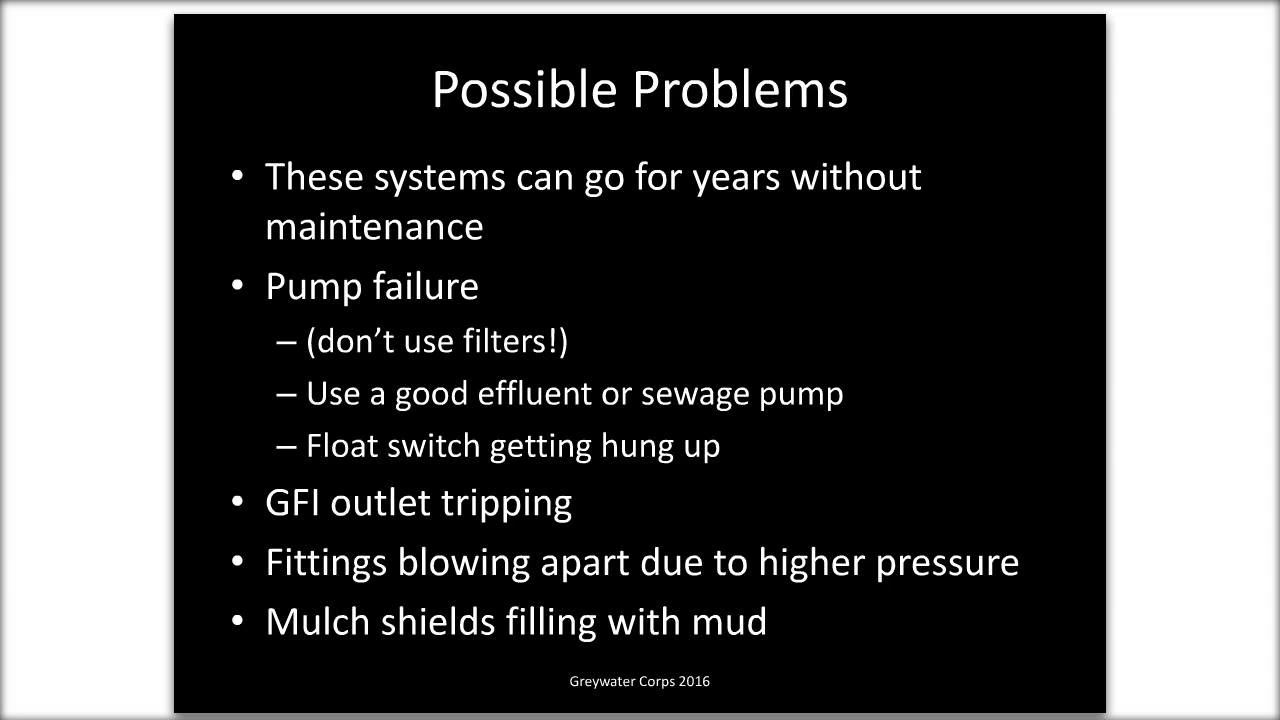 Possible Problems
• These systems can go for years without
maintenance
• Pump failure
– (don’t use filters!)
– Use a good effluent or sewage pump
– Float switch getting hung up
• GFI outlet tripping
• Fittings blowing apart due to higher pressure
• Mulch shields filling with mud
Greywater Corps 2016